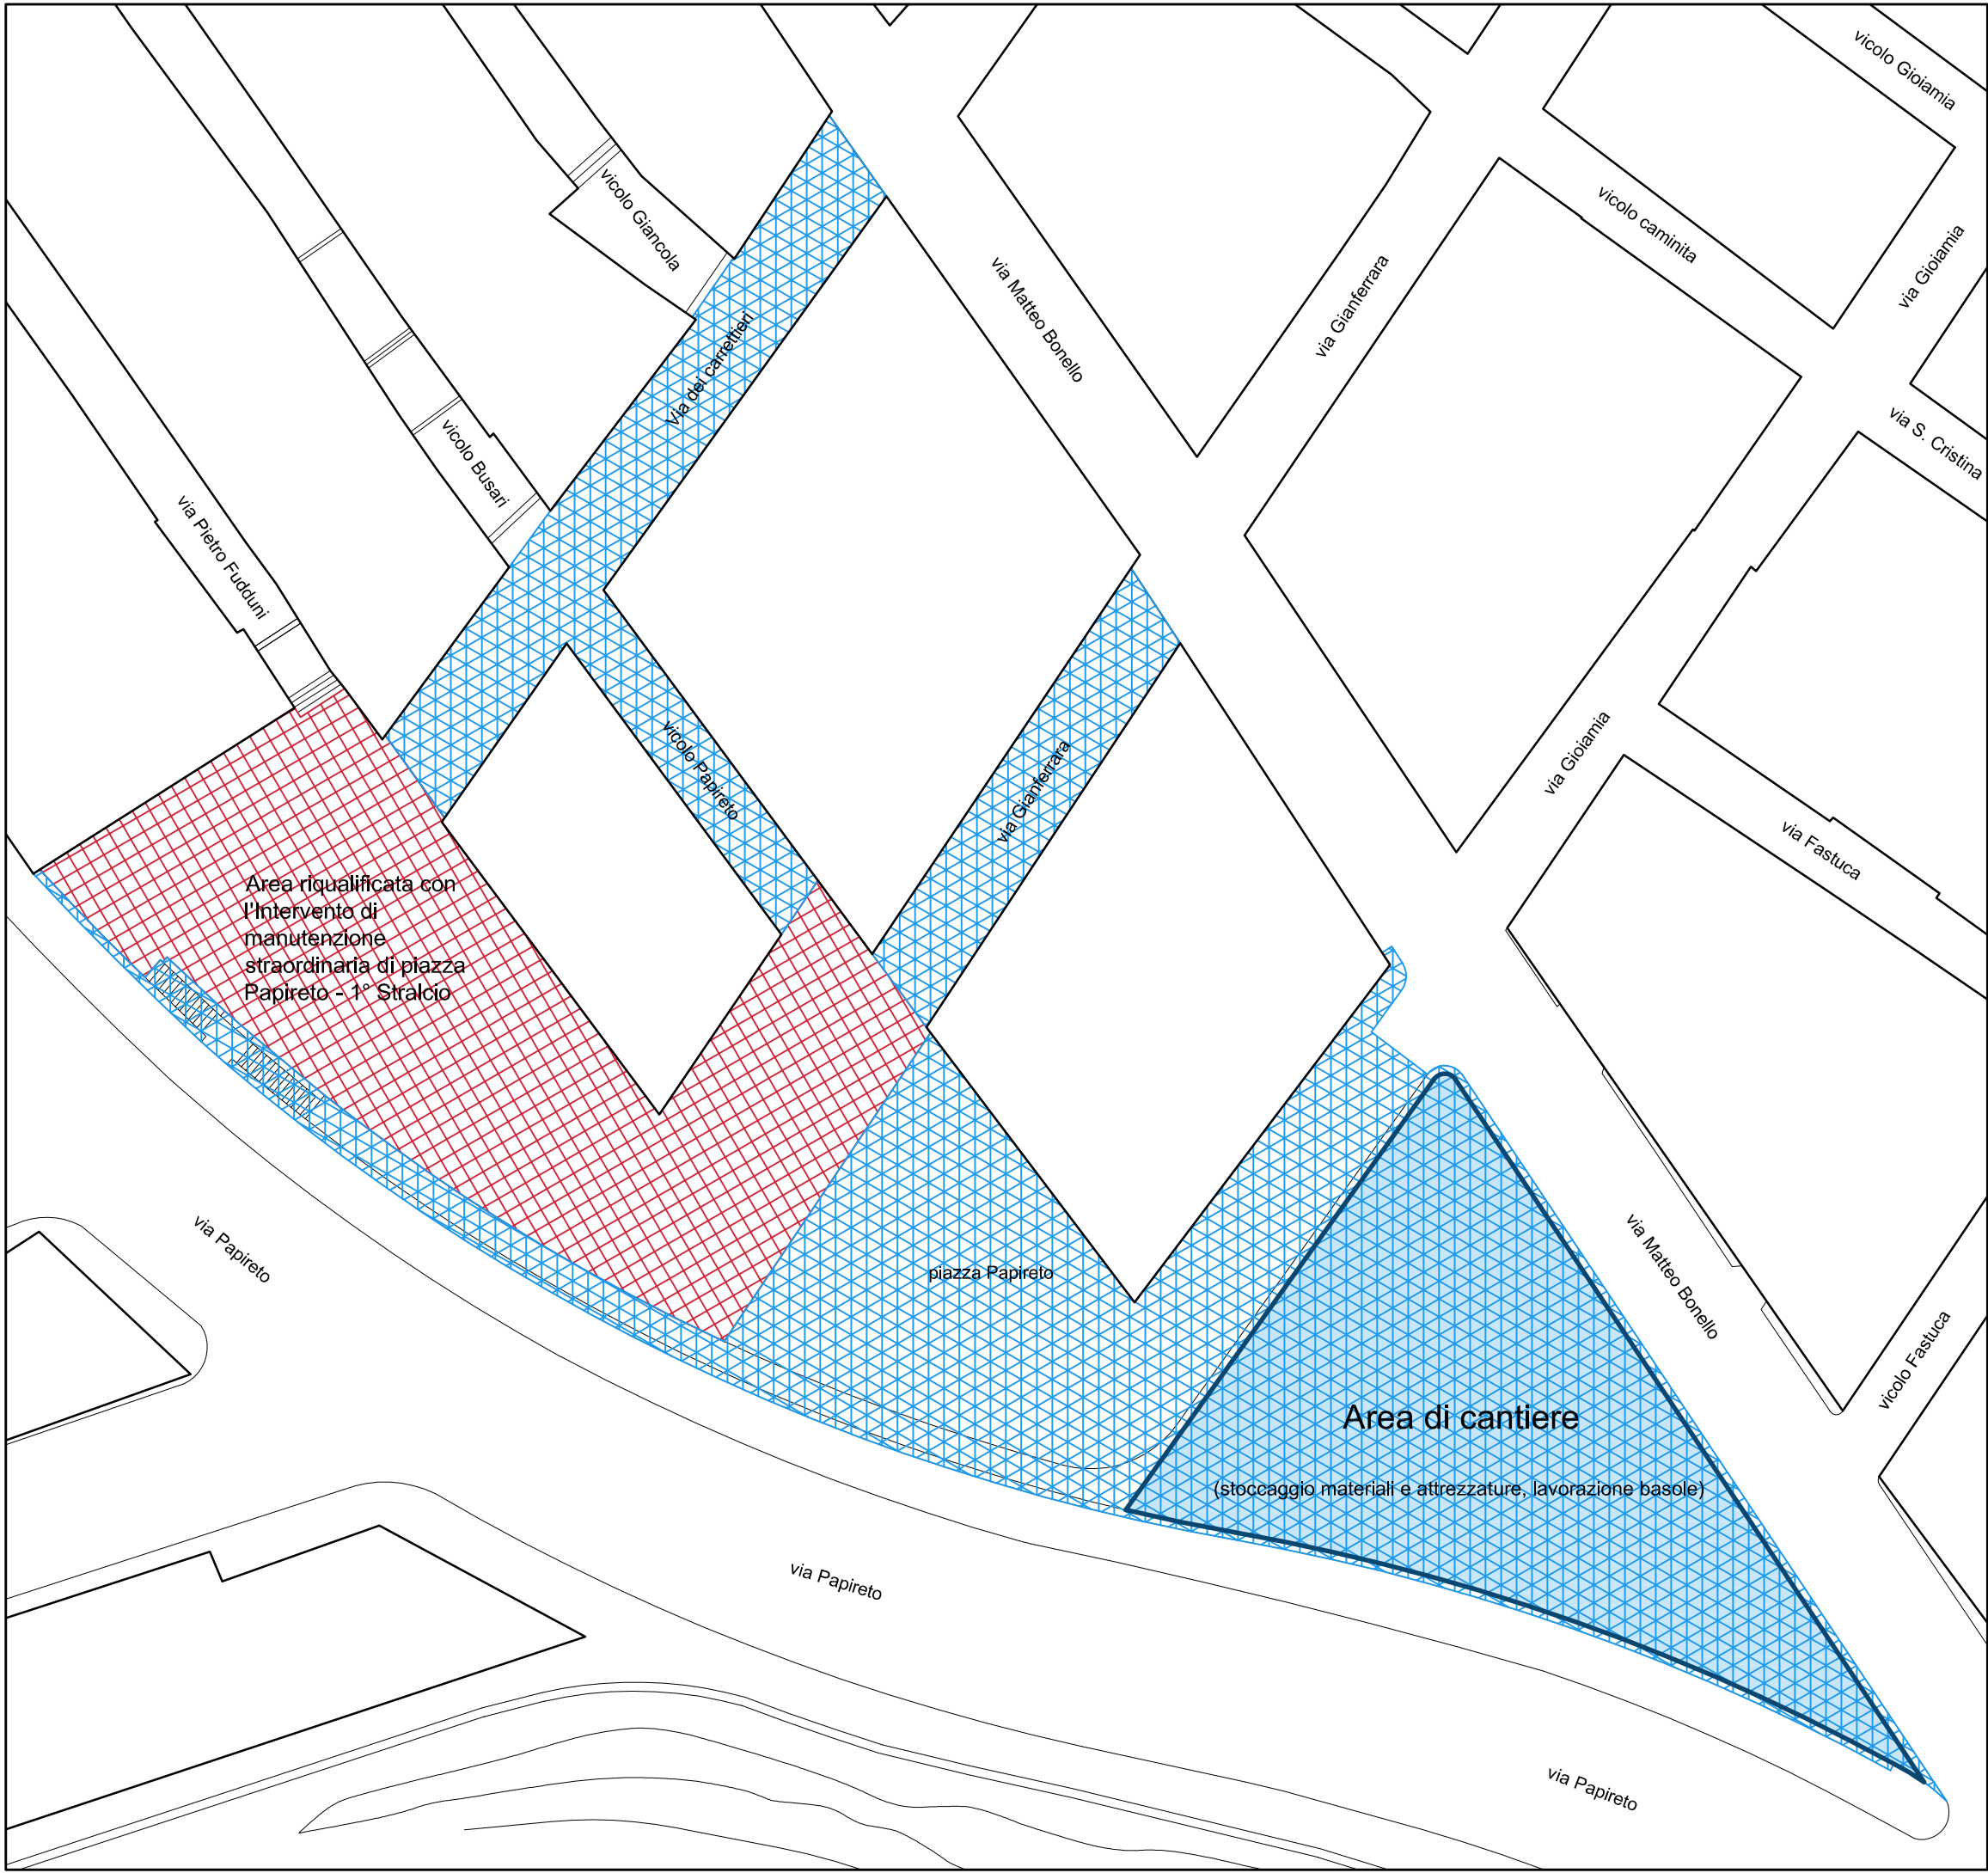 vicolo Gioiamia
vicolo Giancola
vicolo caminita
via Gioiamia
via Matteo Bonello
via Gianferrara
Via dei carrettieri
vicolo Busari
via S. Cristina
via Pietro Fudduni
vicolo Papireto
via Gianferrara
via Gioiamia
via Fastuca
Area riqualificata con
l'Intervento di
manutenzione
straordinaria di piazza
Papireto - 1° Stralcio
via Papireto
piazza Papireto
via Matteo Bonello
vicolo Fastuca
Area di cantiere
(stoccaggio materiali e attrezzature, lavorazione basole)
via Papireto
via Papireto